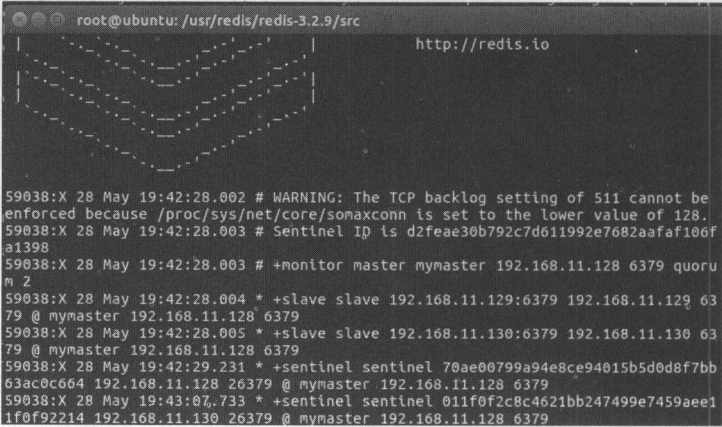 root@ubuntu: /usr/redis/redis-3.2.9/src
http://redis.io
59038:X 28 May 19:42:28.002 # WARNING: The TCP backlog setting of 511 cannot be
enforced because /proc/sys/net/core/somaxconn is set to the lower value of 128.
59038:X 28 May 19:42:28.003 # Sentinel ID is d2feae30b792c7d611992e7682aafaf106f
a1398
59038:X 28 May 19:42:28.003 # +monitor master mymaster 192.168.11.128 6379 quoru
m 2
59038:X 28 May 19:42:28.004 * +slave slave 192.168.11.129:6379 192.168.11.129 63
79 @ mymaster 192.168.11.128 6379
59038:X 28 May 19:42:28.005 * +slave slave 192.168.11.130:6379 192.168.11.130 63
79 @ mymaster 192.168.11.128 6379
59038:X 28 May 19:42:29.231 * +sentinel sentinel 70ae00799a94e8ce94015b5d0d8f7bb
63ac0c664 192.168.11.128 26379 @ mymaster 192.168.11.128 6379
59038:X 28 May 19:43:07.733 * +sentinel sentinel 011f0f2c8c4621bb247499e7459aee1
1f0f92214 192.168.11.130 26379 @ mymaster 192.168.11.128 6379